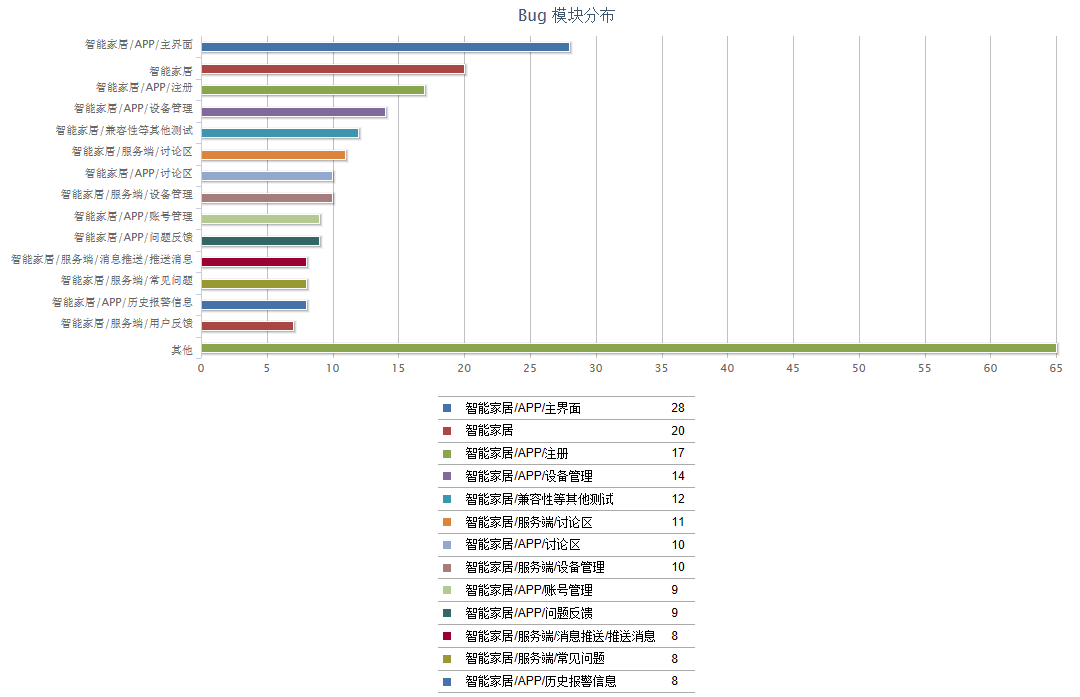 Bug 模块分布
智能家居/APP/主界面
智能家居
智能家居/APP/注册
智能家居/APP/设备管理
智能家居/兼容性等其他测试
智能家居/服务端/讨论区
智能家居/APP/讨论区
智能家居/服务端/设备管理
智能家居/APP/账号管理
智能家居/APP/问题反馈
智能家居/服务端/消息推送/推送消息
智能家居/服务端/常见问题
智能家居/APP/历史报警信息
智能家居/服务端/用户反馈
其他
0 5 10 15 20 25 30 35 40 45 50 55 60 65
智能家居/APP/主界面 28
智能家居 20
智能家居/APP/注册 17
智能家居/APP/设备管理 14
智能家居/兼容性等其他测试 12
智能家居/服务端/讨论区 11
智能家居/APP/讨论区 10
智能家居/服务端/设备管理 10
智能家居/APP/账号管理 9
智能家居/APP/问题反馈 9
智能家居/服务端/消息推送/推送消息 8
智能家居/服务端/常见问题 8
智能家居/APP/历史报警信息 8